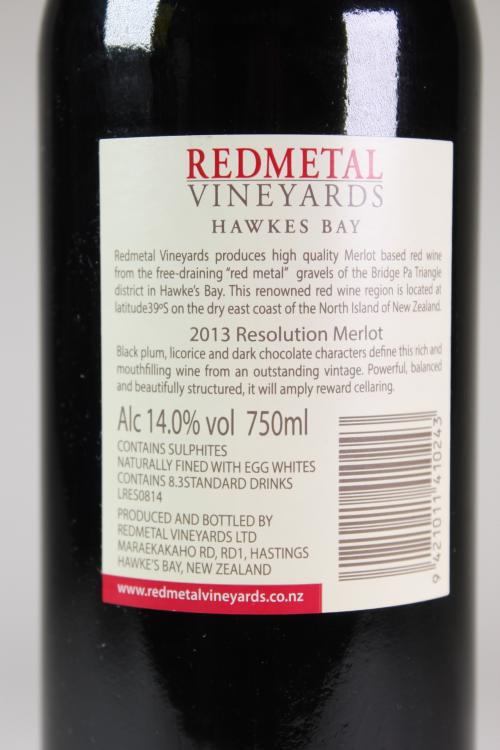 REDMETAL
VINEYARDS
HAWKES BAY
Redmetal Vineyards produces high quality Merlot based red wine
from the free-draining “red metal” gravels of the Bridge Pa Triangle
district in Hawke's Bay. This renowned red wine region is located at
latitude39ºS on the dry east coast of the North Island of New Zealand.
2013 Resolution Merlot
Black plum, licorice and dark chocolate characters define this rich and
mouthfilling wine from an outstanding vintage. Powerful, balanced
and beautifully structured, it will amply reward cellaring.
Alc 14.0% vol 750ml
CONTAINS SULPHITES
NATURALLY FINED WITH EGG WHITES
CONTAINS 8.3STANDARD DRINKS
LRES0814
PRODUCED AND BOTTLED BY
REDMETAL VINEYARDS LTD
MARAEKAKAHO RD, RD1, HASTINGS
HAWKE'S BAY, NEW ZEALAND
www.redmetalvineyards.co.nz
9 421011 410243